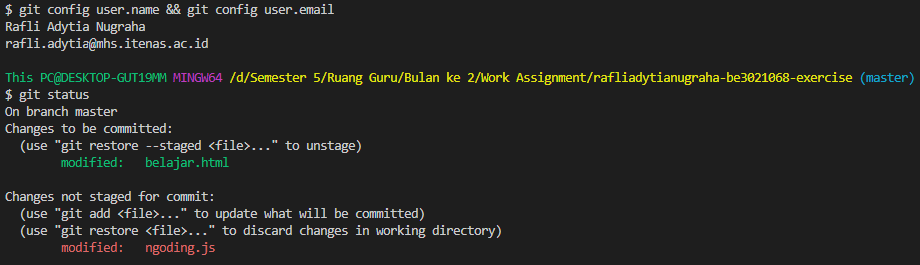 $ git config user.name && git config user.email
Rafli Adytia Nugraha
rafli.adytia@mhs.itenas.ac.id
This PC@DESKTOP-GUT19MM MINGW64 /d/Semester 5/Ruang Guru/Bulan ke 2/Work Assignment/rafliadytianugraha-be3021068-exercise (master)
$ git status
On branch master
Changes to be committed:
  (use "git restore --staged <file>..." to unstage)
        modified:   belajar.html
Changes not staged for commit:
  (use "git add <file>..." to update what will be committed)
  (use "git restore <file>..." to discard changes in working directory)
        modified:   ngoding.js